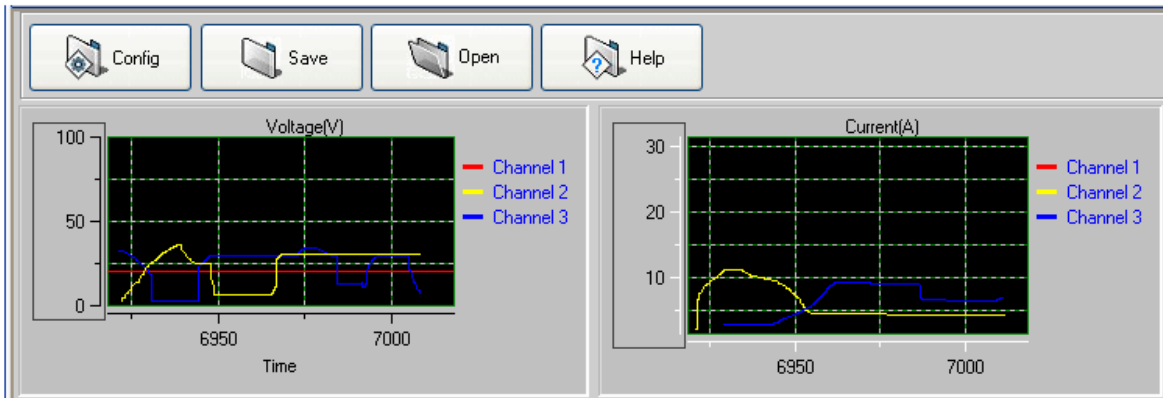 Config Save Open Help
Voltage(V)
100
50
0
6950 7000
Time
Channel 1
Channel 2
Channel 3
Current(A)
30
20
10
6950 7000
Channel 1
Channel 2
Channel 3